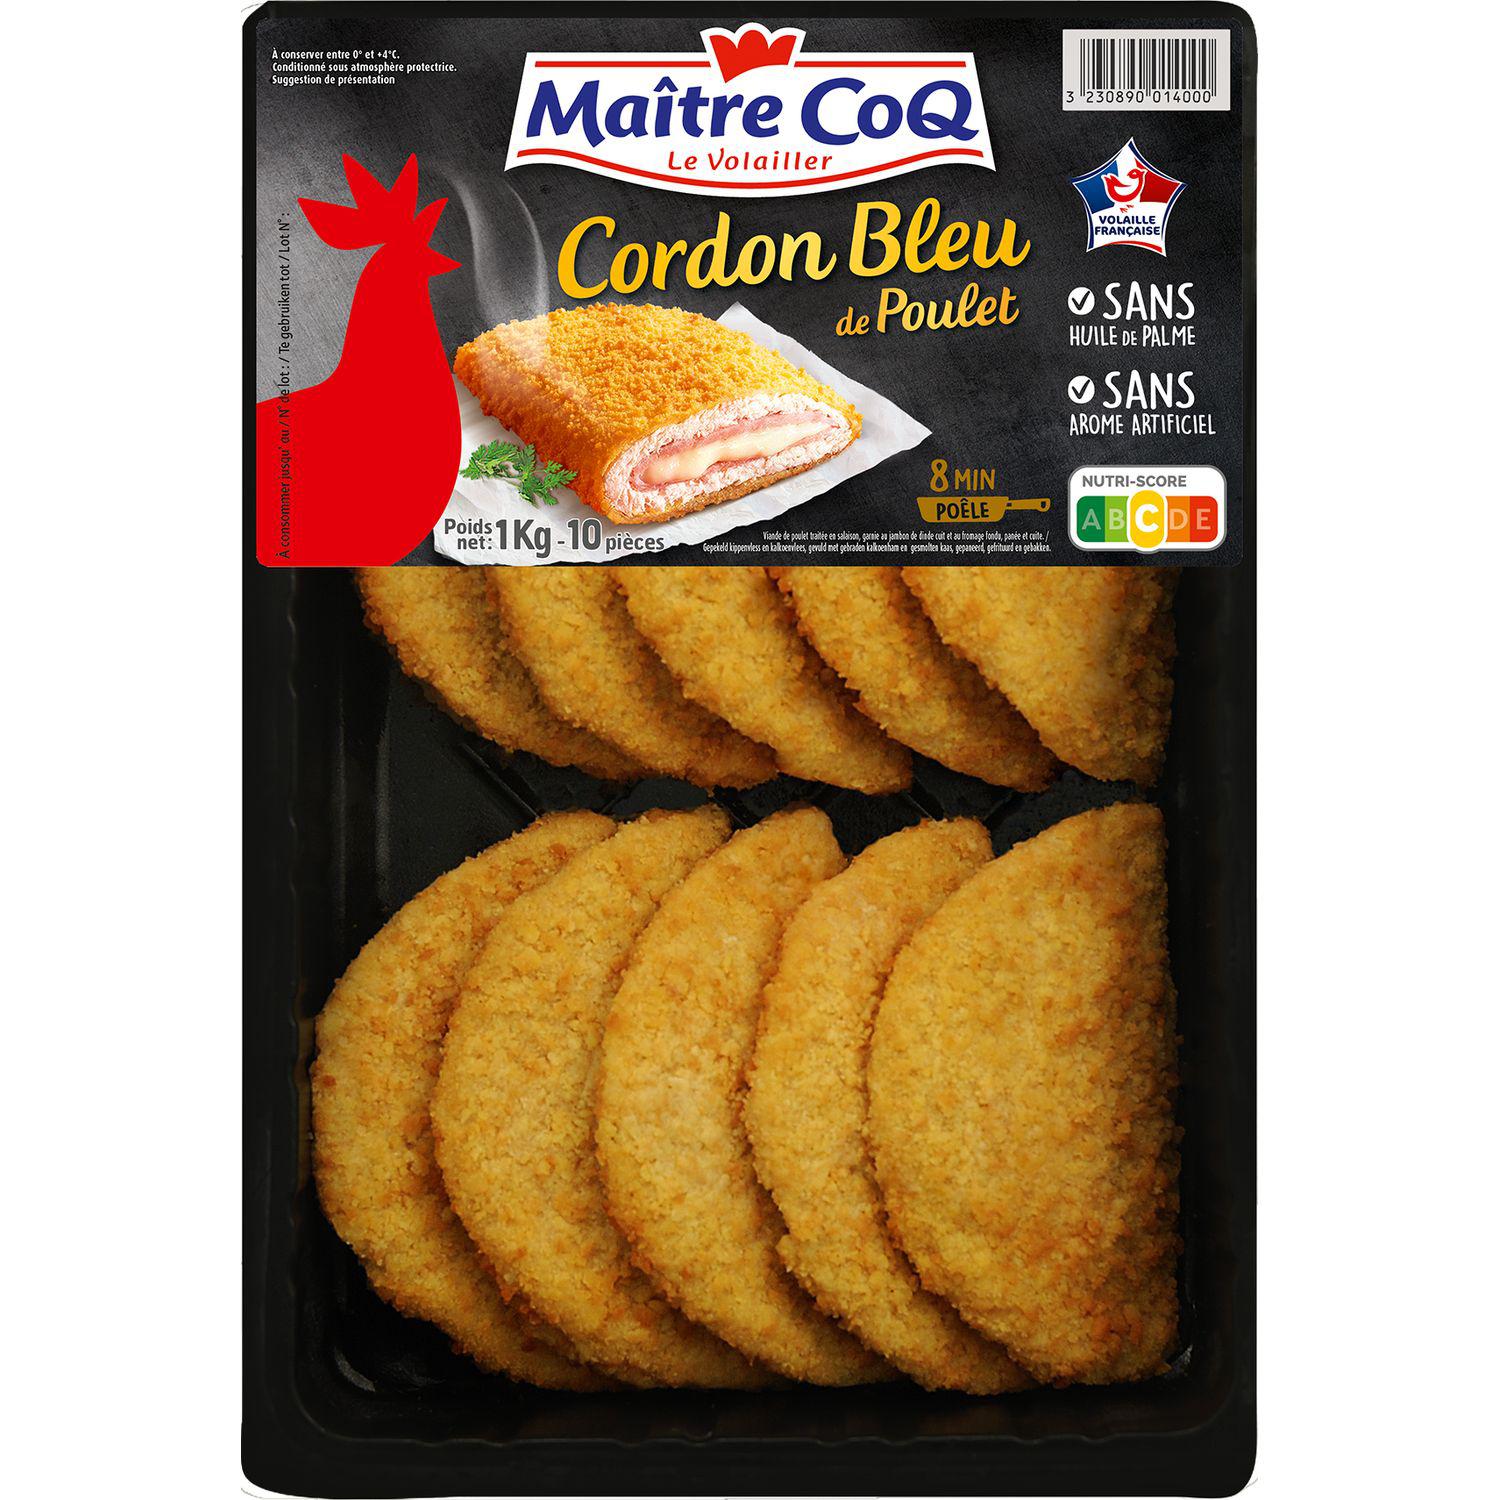 À conserver entre 0° et +4°C.
Conditionné sous atmosphère protectrice.
Suggestion de présentation
Maître CoQ
Le Volailler
3 230890 014000
VOLAILLE
FRANÇAISE
Cordon Bleu
de Poulet
SANS
HUILE DE PALME
SANS
AROME ARTIFICIEL
À consommer jusqu' au / N° de lot : / Te gebruiken tot / Lot N° :
8 MIN
POÊLE
NUTRI-SCORE
A B C D E
Poids net: 1Kg - 10 pièces
Viande de poulet traitée en salaison, garnie au jambon de dinde cuit et au fromage fondu, panée et cuite. /
Gepekeld kippenvlees en kalkoenvlees, gevuld met gebraden kalkoenham en gesmolten kaas, gepaneerd, gefrituurd en gebakken.